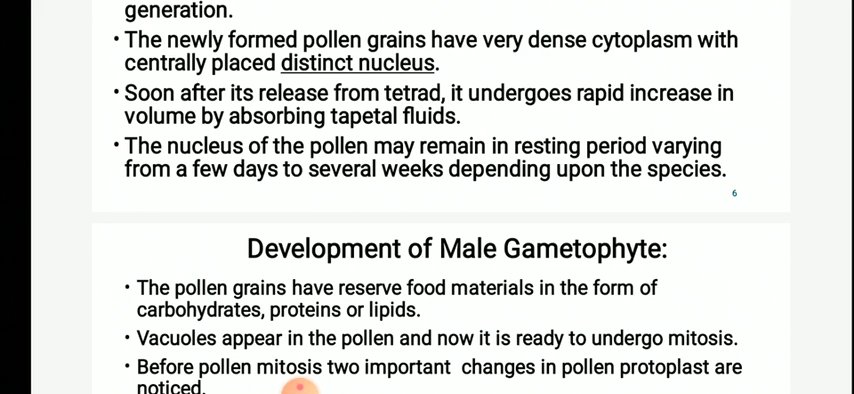 generation.
• The newly formed pollen grains have very dense cytoplasm with
centrally placed distinct nucleus.
• Soon after its release from tetrad, it undergoes rapid increase in
volume by absorbing tapetal fluids.
• The nucleus of the pollen may remain in resting period varying
from a few days to several weeks depending upon the species.
6
Development of Male Gametophyte:
• The pollen grains have reserve food materials in the form of
carbohydrates, proteins or lipids.
• Vacuoles appear in the pollen and now it is ready to undergo mitosis.
• Before pollen mitosis two important  changes in pollen protoplast are
noticed.